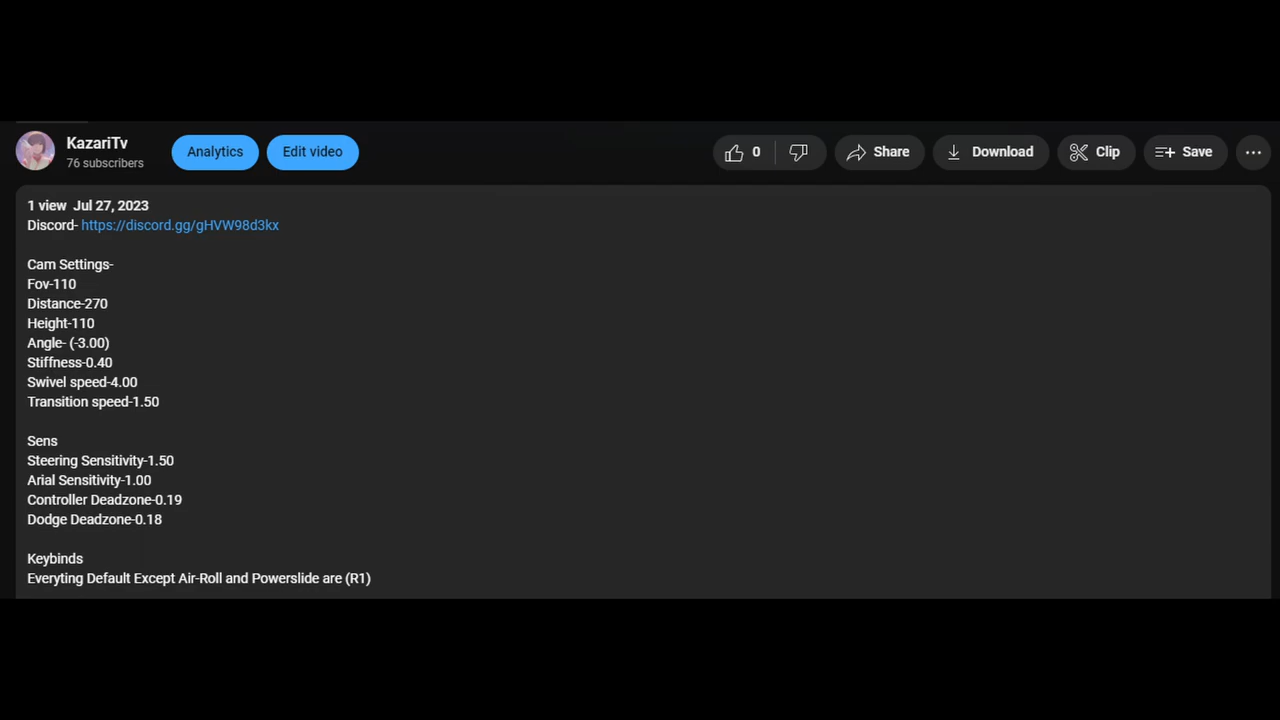 KazariTv
76 subscribers
Analytics
Edit video
0
Share
Download
Clip
Save
1 view Jul 27, 2023
Discord- https://discord.gg/gHVW98d3kx
Cam Settings-
Fov-110
Distance-270
Height-110
Angle- (-3.00)
Stiffness-0.40
Swivel speed-4.00
Transition speed-1.50
Sens
Steering Sensitivity-1.50
Arial Sensitivity-1.00
Controller Deadzone-0.19
Dodge Deadzone-0.18
Keybinds
Everyting Default Except Air-Roll and Powerslide are (R1)